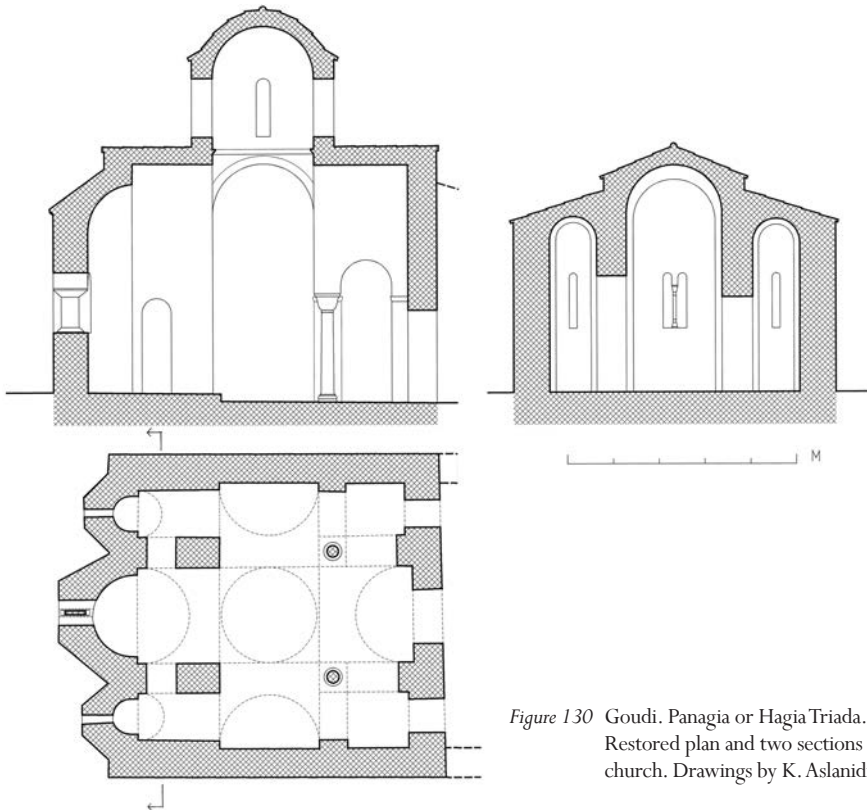 M
Figure 130 Goudi. Panagia or Hagia Triada.
Restored plan and two sections
church. Drawings by K. Aslanid